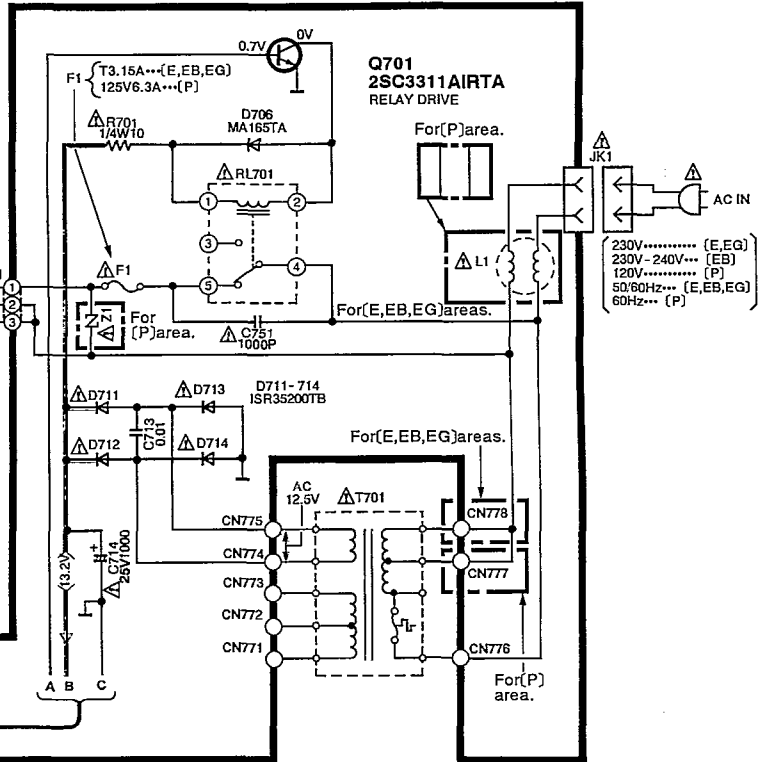 0V
0.7V
Q701
2SC3311AIRTA
RELAY DRIVE
F1
T3.15A•••(E,EB,EG)
125V6.3A•••(P)
R701
1/4W10
D706
MA165TA
For(P)area.
JK1
AC IN
RL701
1
2
3
4
5
L1
230V••••••••••• (E,EG)
230V-240V••• (EB)
120V••••••••••• (P)
50/60Hz••• (E,EB,EG)
60Hz••• (P)
1
2
3
F1
Z1
For
(P)area.
C751
1000P
For(E,EB,EG)areas.
D711
D713
D711-714
ISR35200TB
C713
0.01
D712
D714
For(E,EB,EG)areas.
AC
12.5V
T701
CN775
CN778
CN774
CN777
CN773
CN772
CN771
CN776
(13.2V)
+
C714
25V1000
For(P)
area.
A B C